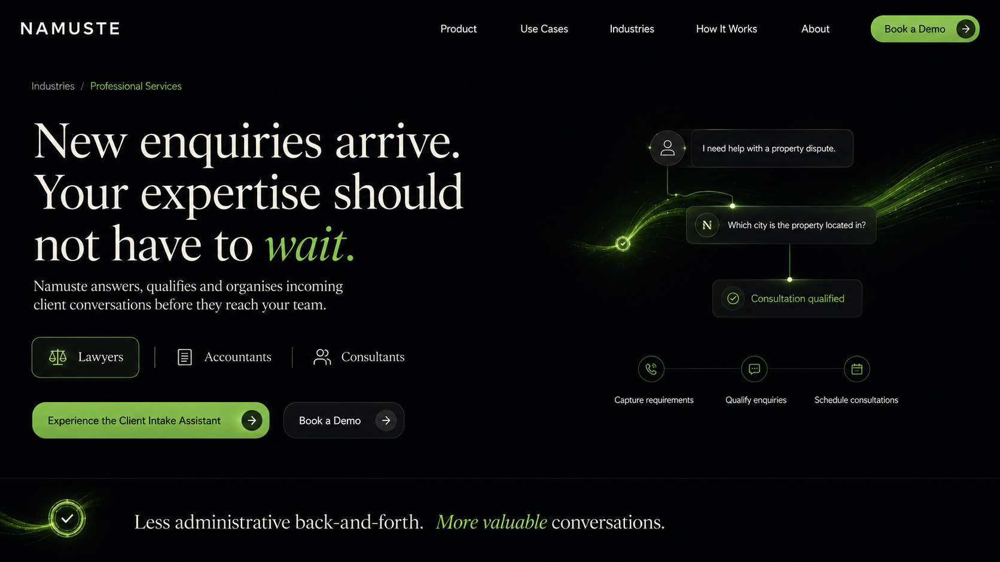 NAMUSTE
Product
Use Cases
Industries
How It Works
About
Book a Demo
Industries / Professional Services
New enquiries arrive.
Your expertise should
not have to wait.
Namuste answers, qualifies and organises incoming
client conversations before they reach your team.
Lawyers
Accountants
Consultants
Experience the Client Intake Assistant
Book a Demo
I need help with a property dispute.
N
Which city is the property located in?
Consultation qualified
Capture requirements
Qualify enquiries
Schedule consultations
Less administrative back-and-forth. More valuable conversations.